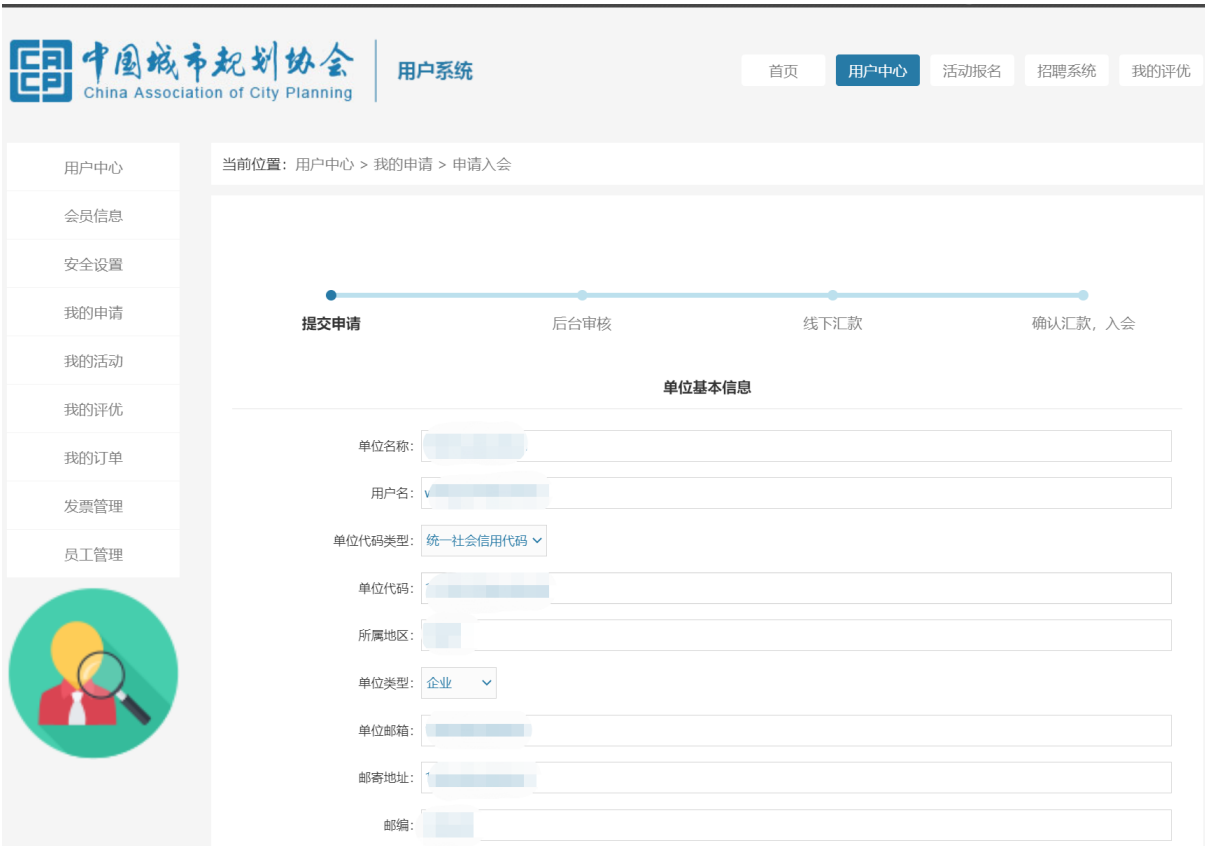 中国城市规划协会
China Association of City Planning
用户系统
首页 用户中心 活动报名 招聘系统 我的评优
用户中心
会员信息
安全设置
我的申请
我的活动
我的评优
我的订单
发票管理
员工管理
当前位置：用户中心 > 我的申请 > 申请入会
提交申请 后台审核 线下汇款 确认汇款，入会
单位基本信息
单位名称：
用户名：
单位代码类型： 统一社会信用代码
单位代码：
所属地区：
单位类型： 企业
单位邮箱：
邮寄地址：
邮编：